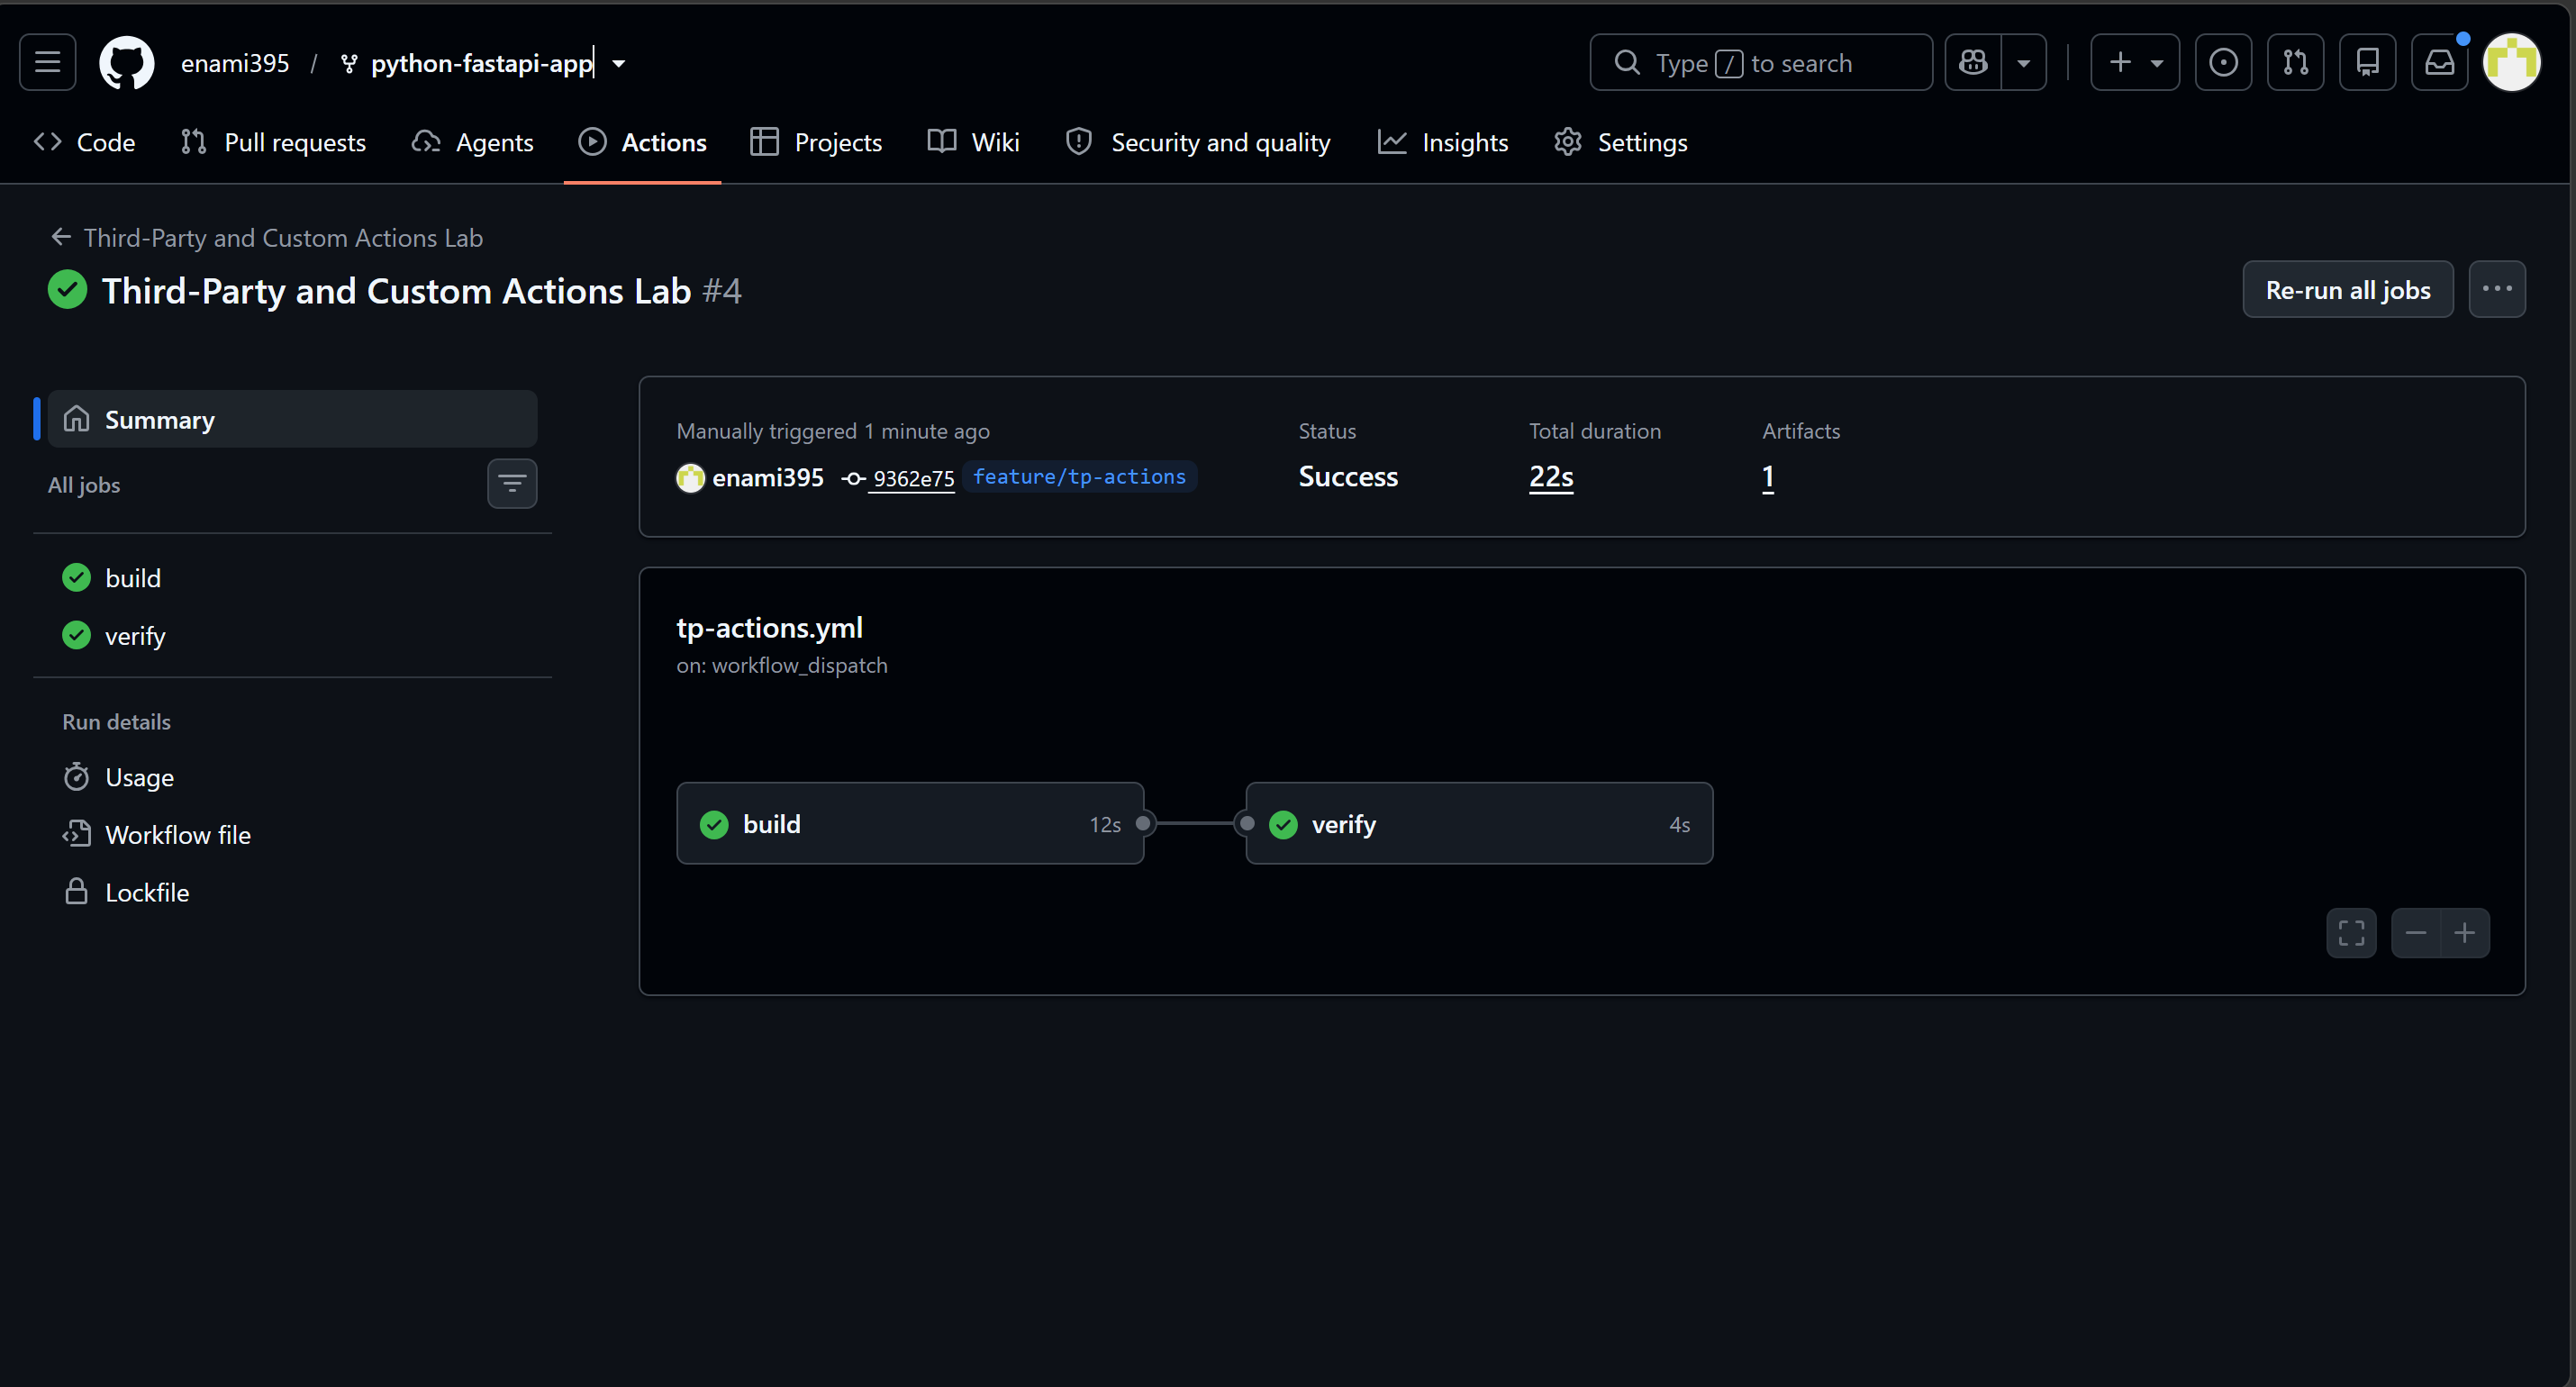 enami395 / python-fastapi-app
Type / to search
Code Pull requests Agents Actions Projects Wiki Security and quality Insights Settings
Third-Party and Custom Actions Lab
Third-Party and Custom Actions Lab #4
Re-run all jobs
Summary
All jobs
build
verify
Run details
Usage
Workflow file
Lockfile
Manually triggered 1 minute ago
enami395 9362e75 feature/tp-actions
Status
Success
Total duration
22s
Artifacts
1
tp-actions.yml
on: workflow_dispatch
build 12s
verify 4s